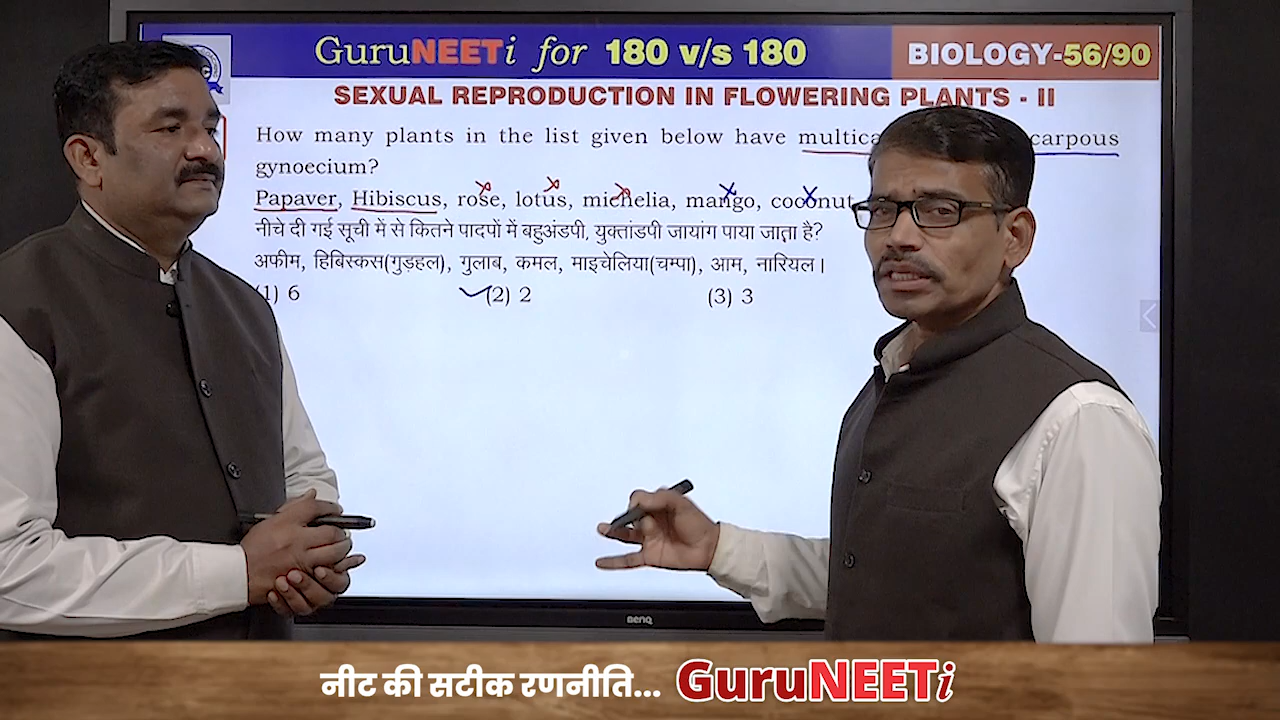 GuruNEETi for 180 v/s 180 BIOLOGY-56/90
SEXUAL REPRODUCTION IN FLOWERING PLANTS - II
How many plants in the list given below have
gynoecium?
Papaver, Hibiscus, rose, lotus, michelia, mango, coconut
नीचे दी गई सूची में से कितने पादपों में बहुअंडपी, युक्तांडपी जायांग पाया जाता है?
अफीम, हिबिस्कस(गुड़हल), गुलाब, कमल, माइचेलिया(चम्पा), आम, नारियल।
(1) 6 (2) 2 (3) 3
BenQ
नीट की सटीक रणनीति... GuruNEETi